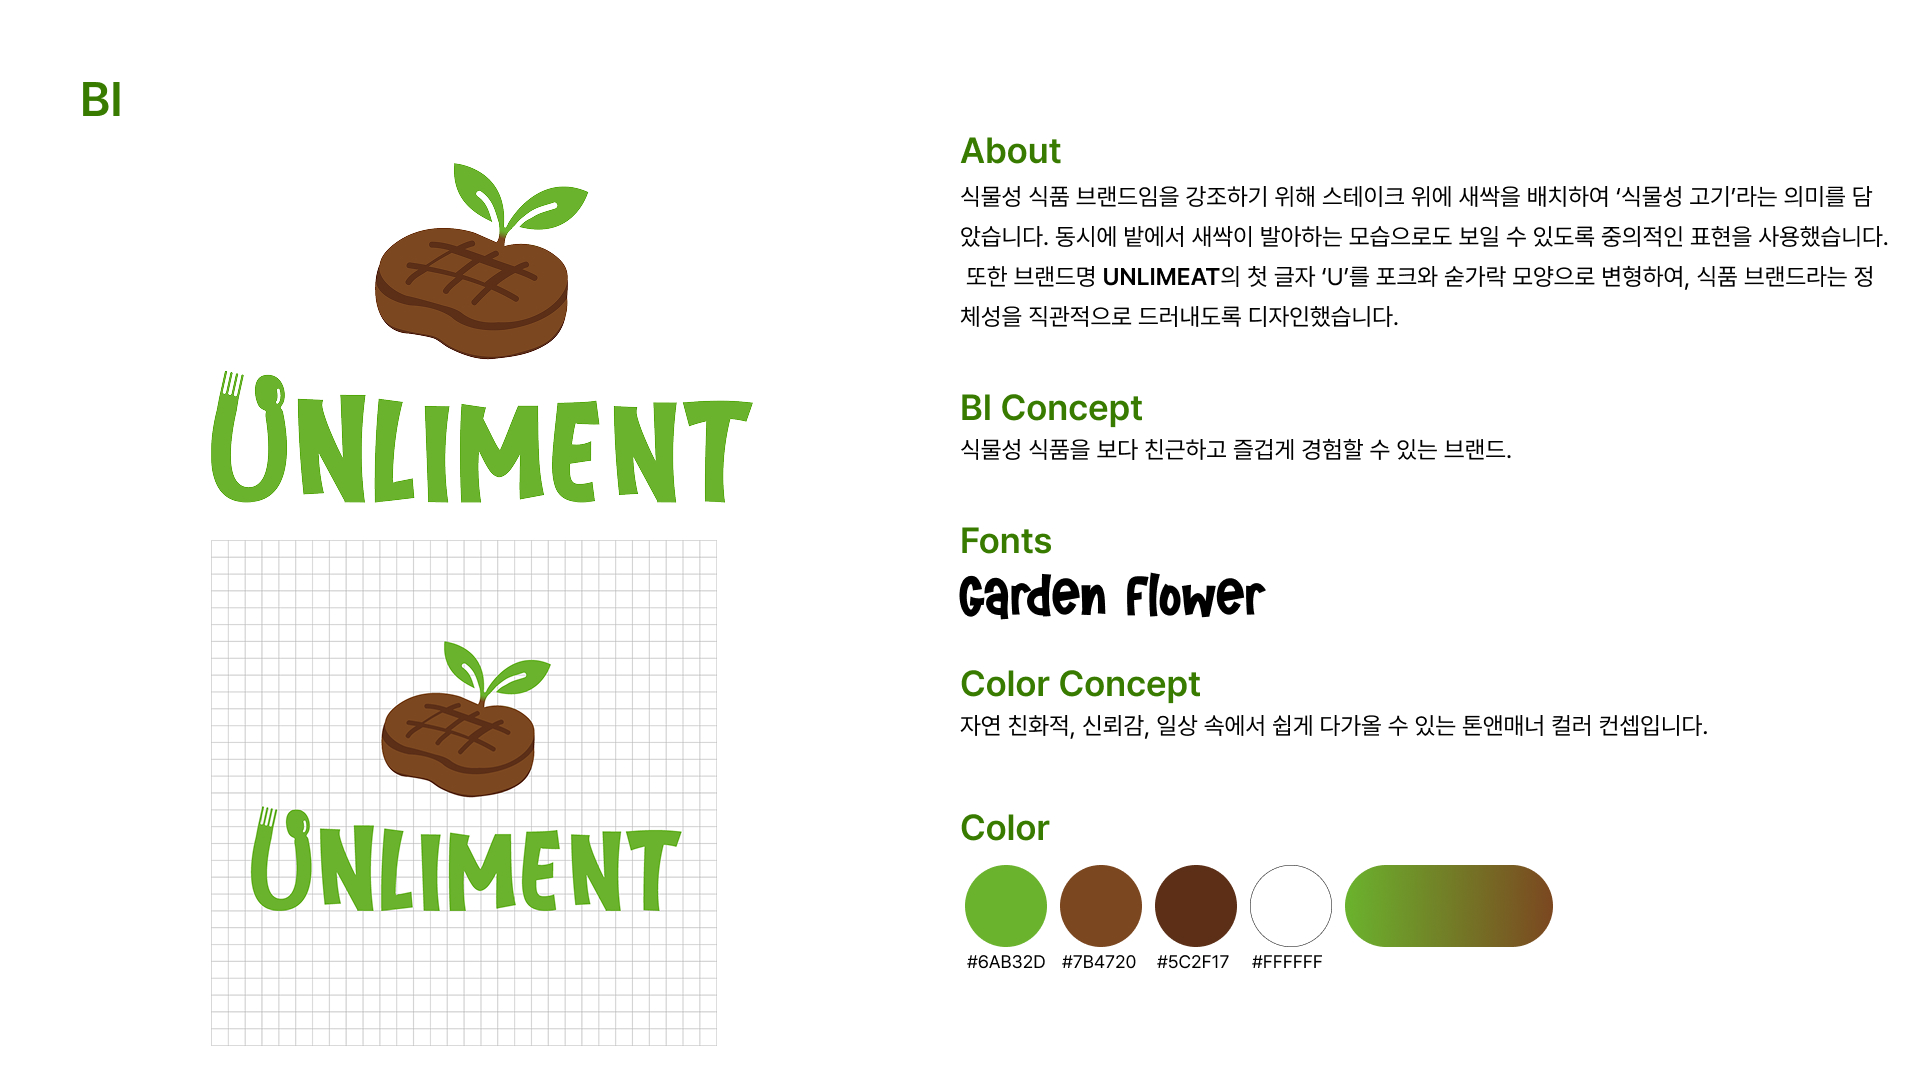 BI
UNLIMENT
UNLIMENT
About
식물성 식품 브랜드임을 강조하기 위해 스테이크 위에 새싹을 배치하여 ‘식물성 고기’라는 의미를 담
았습니다. 동시에 밭에서 새싹이 발아하는 모습으로도 보일 수 있도록 중의적인 표현을 사용했습니다.
또한 브랜드명 UNLIMEAT의 첫 글자 ‘U’를 포크와 숟가락 모양으로 변형하여, 식품 브랜드라는 정
체성을 직관적으로 드러내도록 디자인했습니다.
BI Concept
식물성 식품을 보다 친근하고 즐겁게 경험할 수 있는 브랜드.
Fonts
Garden Flower
Color Concept
자연 친화적, 신뢰감, 일상 속에서 쉽게 다가올 수 있는 톤앤매너 컬러 컨셉입니다.
Color
#6AB32D #7B4720 #5C2F17 #FFFFFF